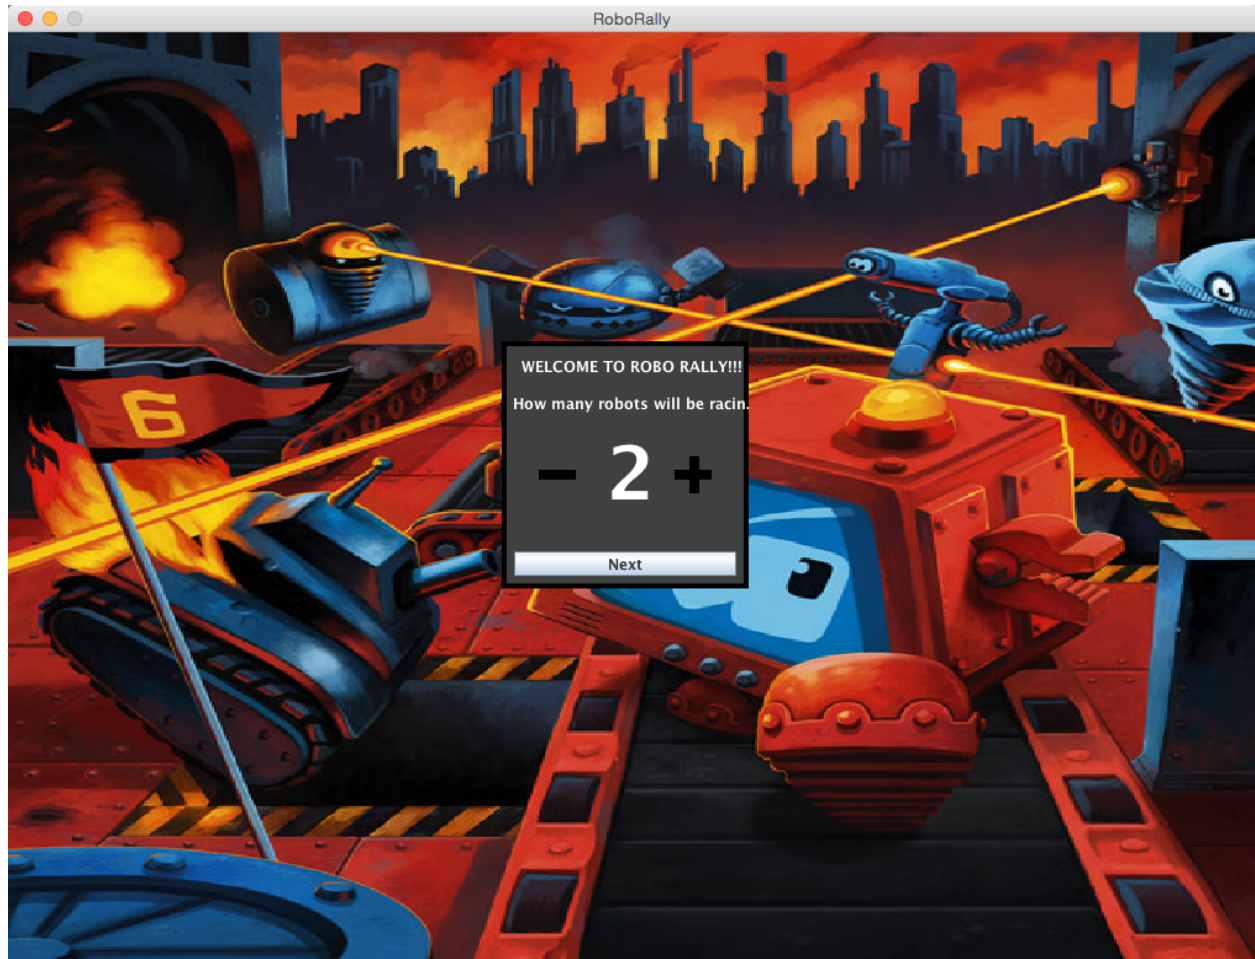 RoboRally
6
WELCOME TO ROBO RALLY!!!
How many robots will be racin.
− 2 +
Next